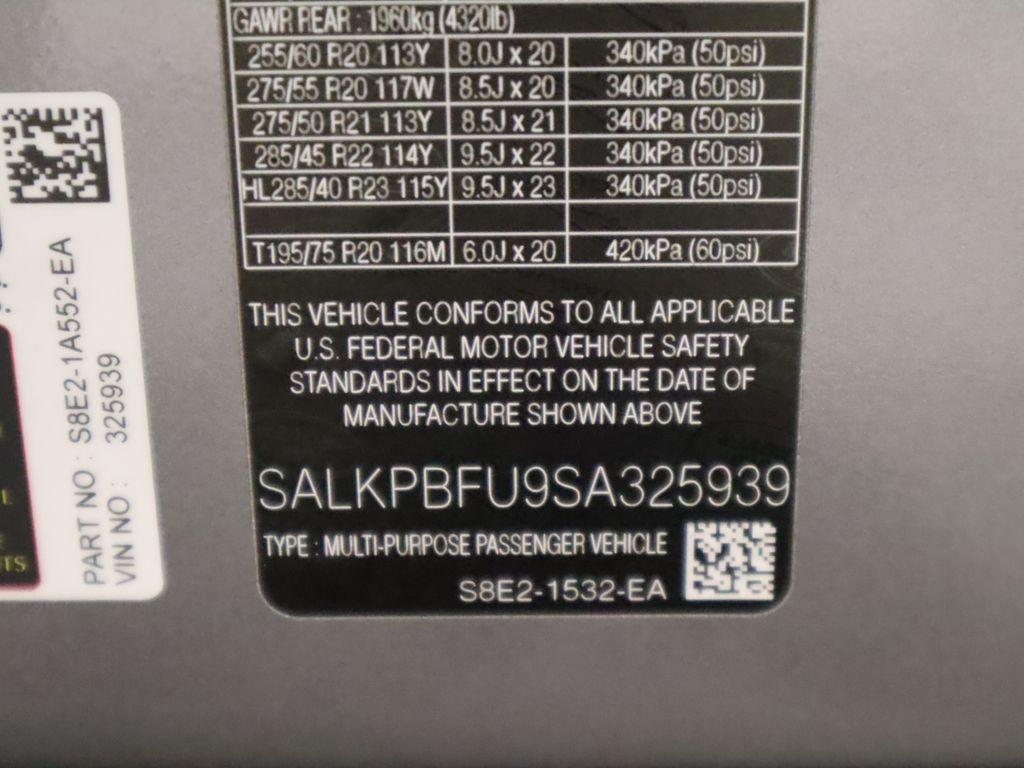 GAWR REAR : 1960kg (4320lb)
255/60 R20 113Y 8.0J x 20 340kPa (50psi)
275/55 R20 117W 8.5J x 20 340kPa (50psi)
275/50 R21 113Y 8.5J x 21 340kPa (50psi)
285/45 R22 114Y 9.5J x 22 340kPa (50psi)
HL285/40 R23 115Y 9.5J x 23 340kPa (50psi)
T195/75 R20 116M 6.0J x 20 420kPa (60psi)
THIS VEHICLE CONFORMS TO ALL APPLICABLE
U.S. FEDERAL MOTOR VEHICLE SAFETY
STANDARDS IN EFFECT ON THE DATE OF
MANUFACTURE SHOWN ABOVE
SALKPBFU9SA325939
TYPE : MULTI-PURPOSE PASSENGER VEHICLE
S8E2-1532-EA
PART NO : S8E2-1A552-EA
VIN NO : 325939